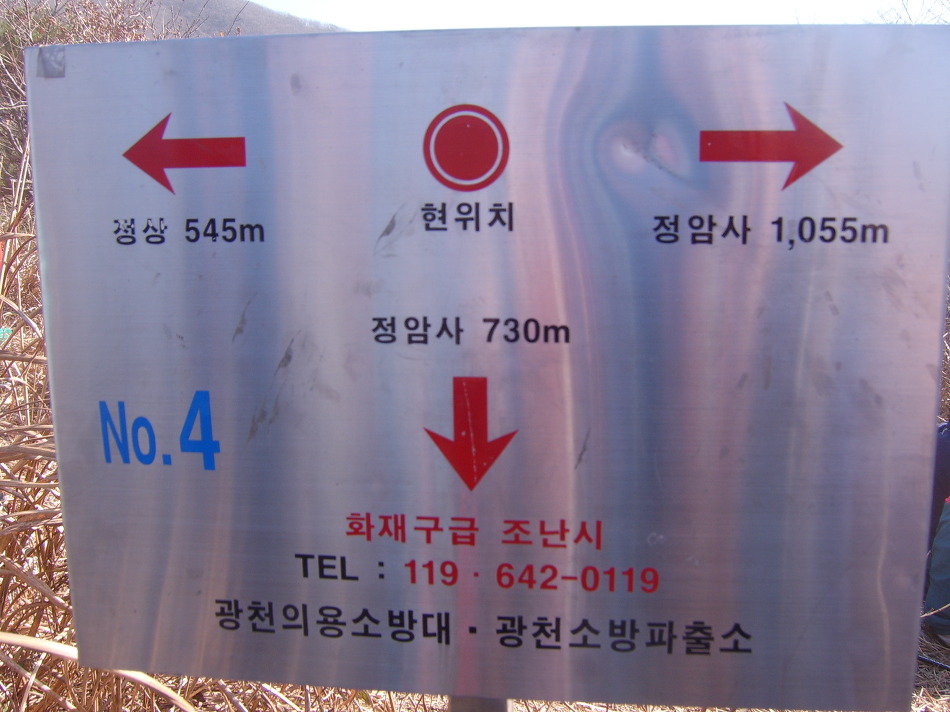 현위치
정상 545m
정암사 1,055m
정암사 730m
No.4
화재구급 조난시
TEL : 119 · 642-0119
광천의용소방대 · 광천소방파출소